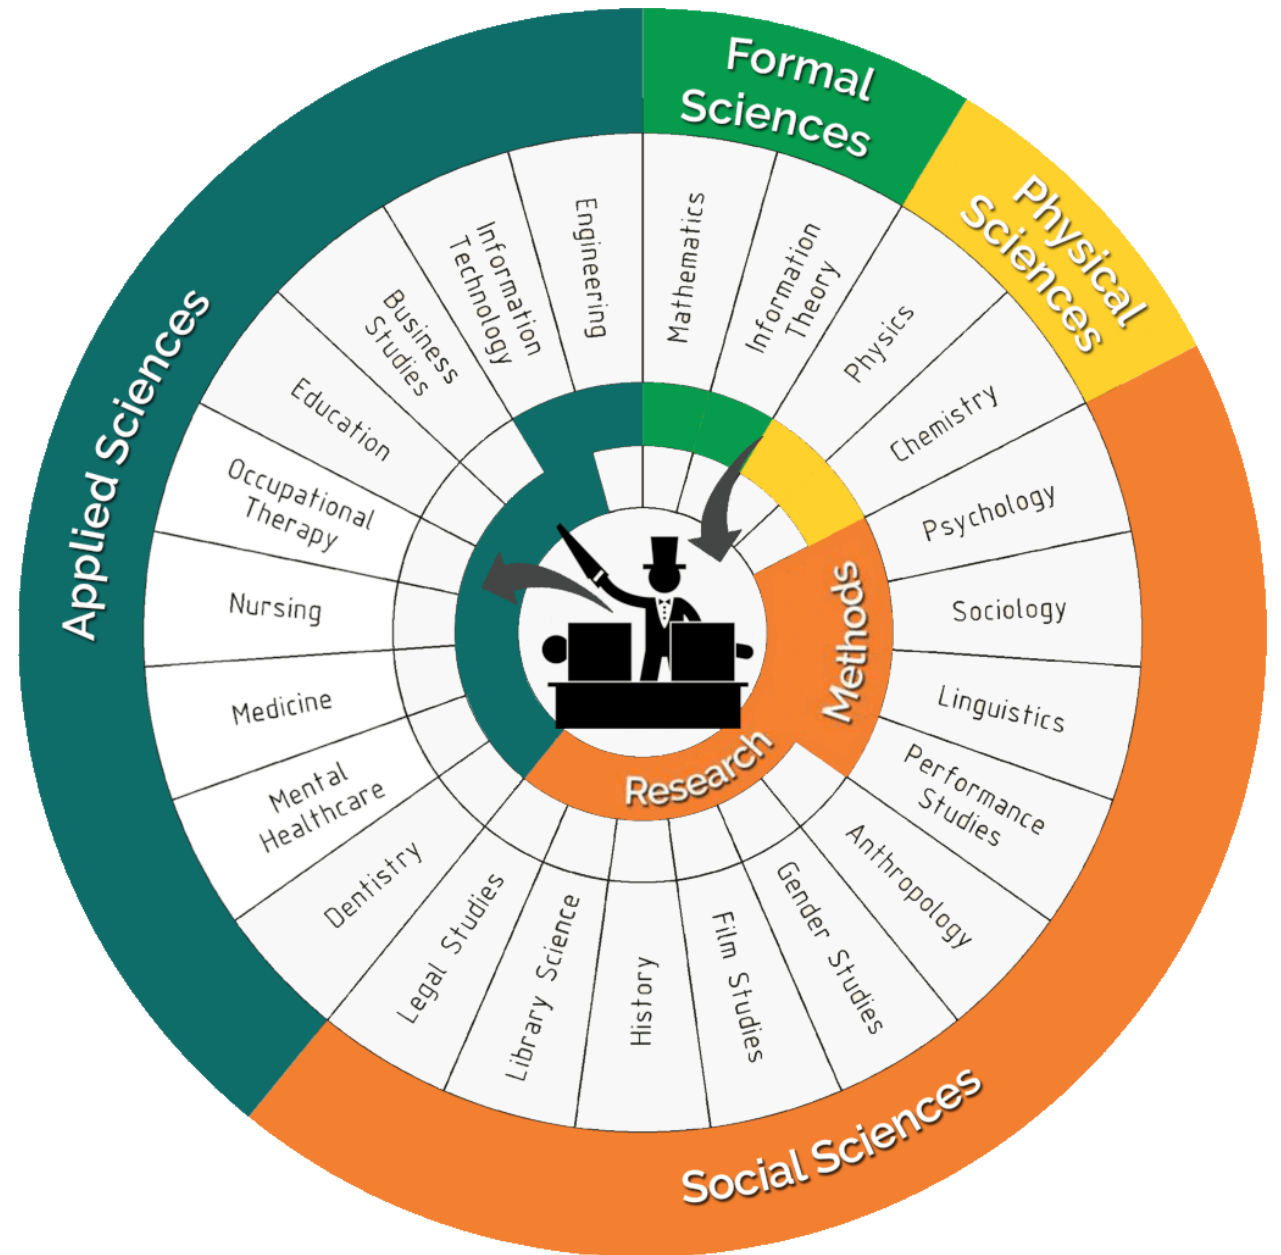 Formal
Sciences
Physical
Sciences
Social Sciences
Applied Sciences
Mathematics
Information
Theory
Physics
Chemistry
Psychology
Sociology
Linguistics
Performance
Studies
Anthropology
Gender Studies
Film Studies
History
Library Science
Legal Studies
Dentistry
Mental
Healthcare
Medicine
Nursing
Occupational
Therapy
Education
Business
Studies
Information
Technology
Engineering
Research
Methods